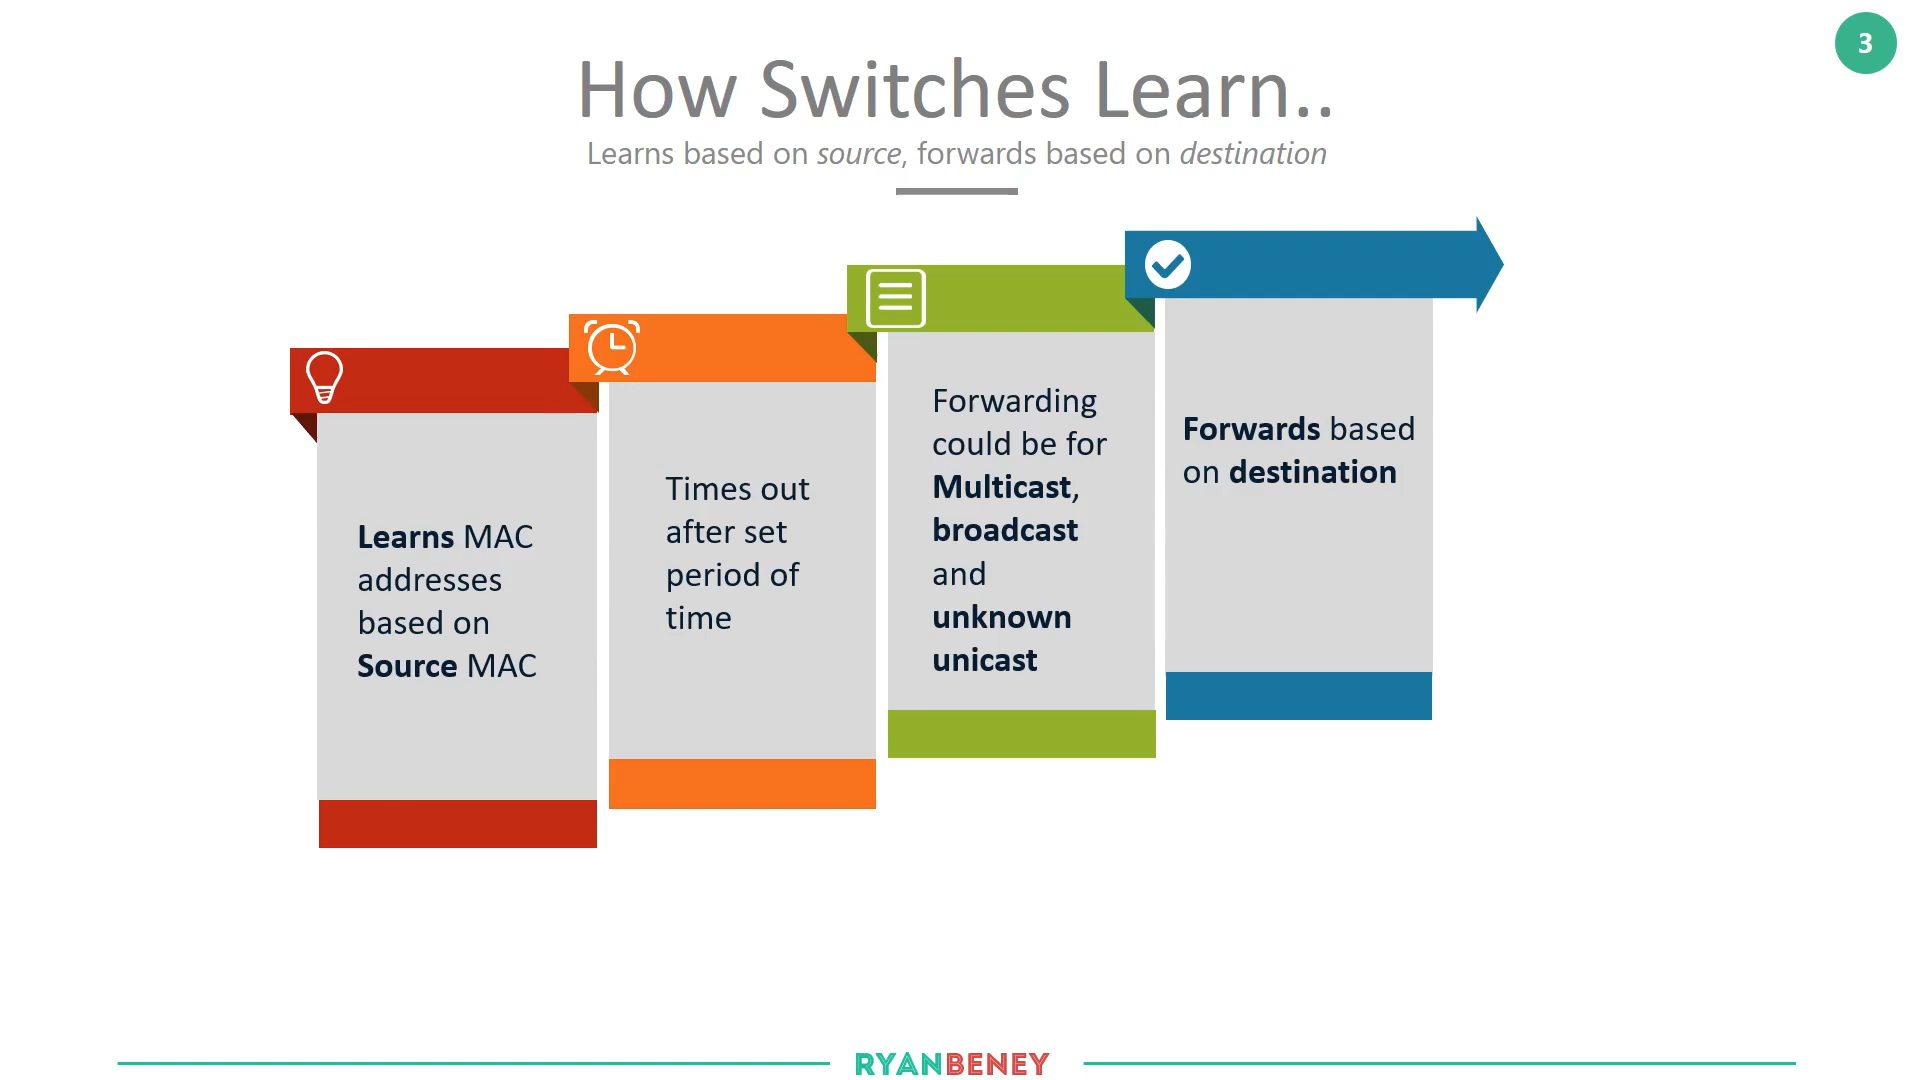 3
How Switches Learn..
Learns based on source, forwards based on destination
Learns MAC
addresses
based on
Source MAC
Times out
after set
period of
time
Forwarding
could be for
Multicast,
broadcast
and
unknown
unicast
Forwards based
on destination
RYANBENEY